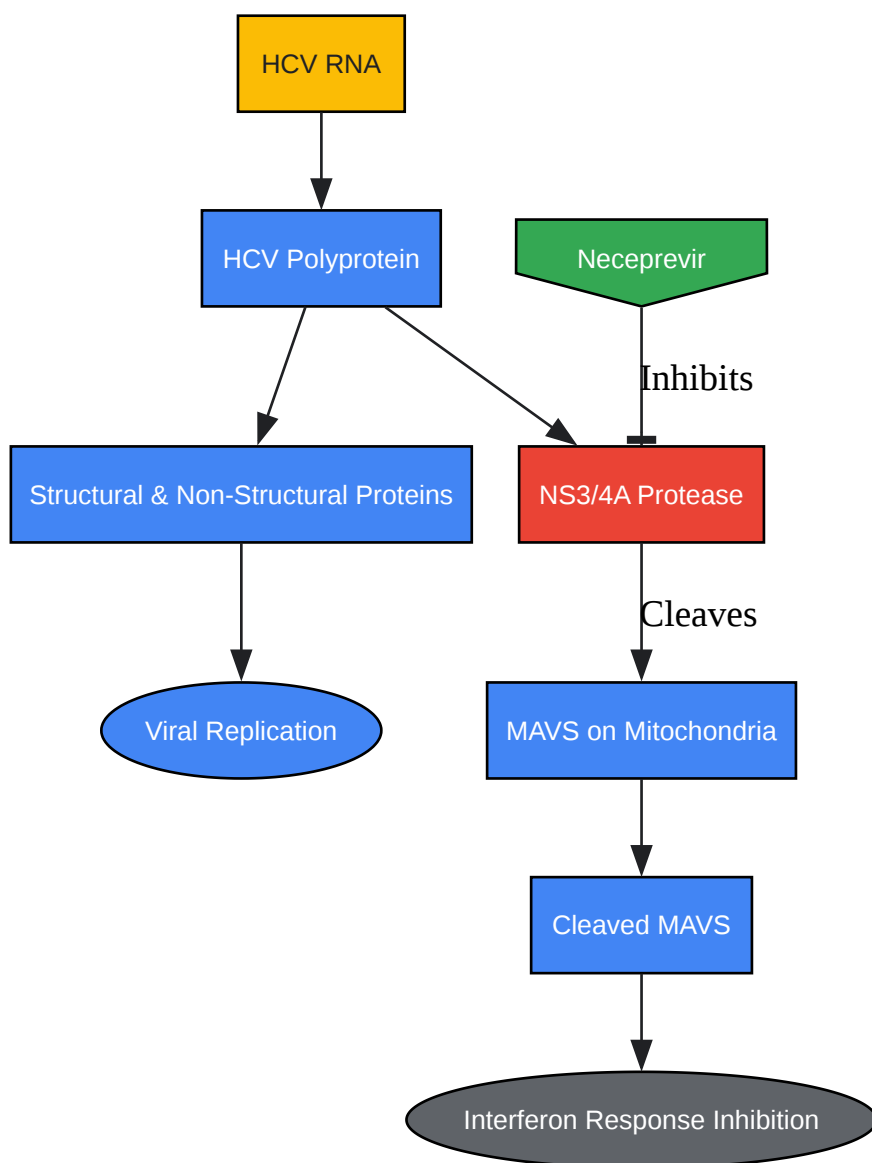 HCV RNA
HCV Polyprotein
Neceprevir
Inhibits
Structural & Non-Structural Proteins
NS3/4A Protease
Cleaves
Viral Replication
MAVS on Mitochondria
Cleaved MAVS
Interferon Response Inhibition